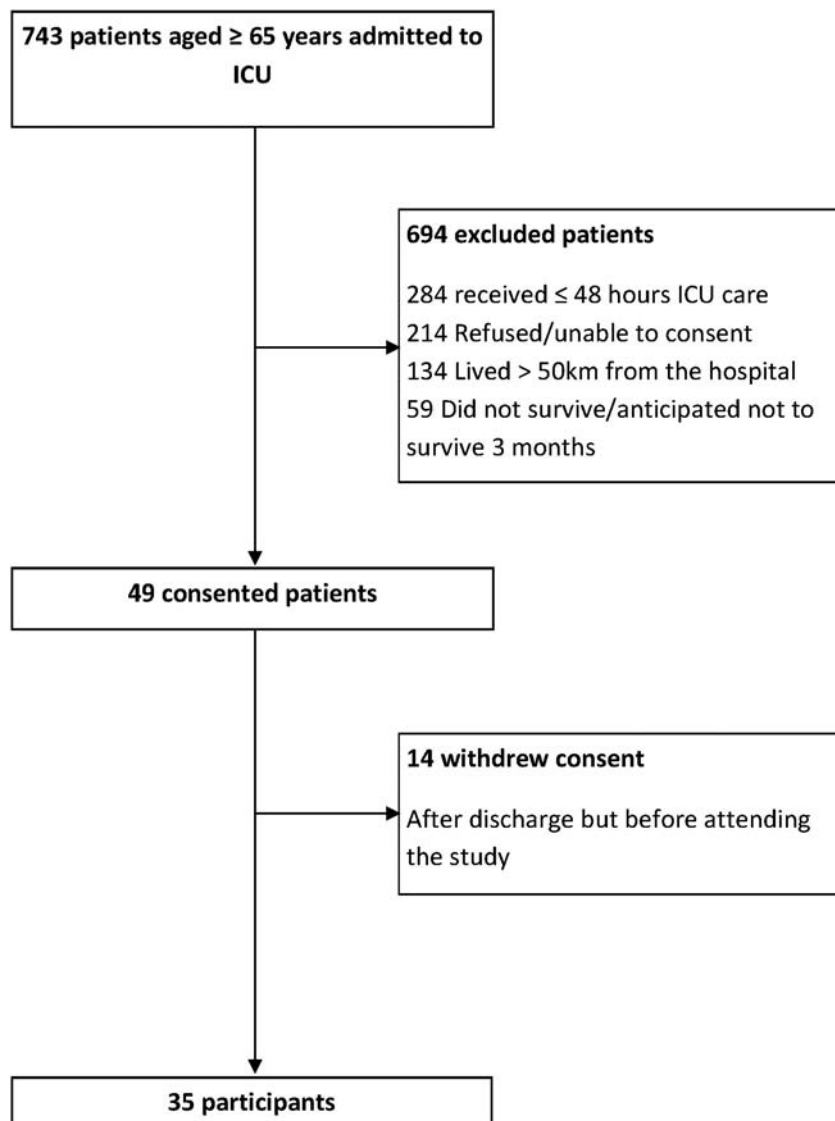 743 patients aged ≥ 65 years admitted to
ICU
694 excluded patients
284 received ≤ 48 hours ICU care
214 Refused/unable to consent
134 Lived > 50km from the hospital
59 Did not survive/anticipated not to
survive 3 months
49 consented patients
14 withdrew consent
After discharge but before attending
the study
35 participants